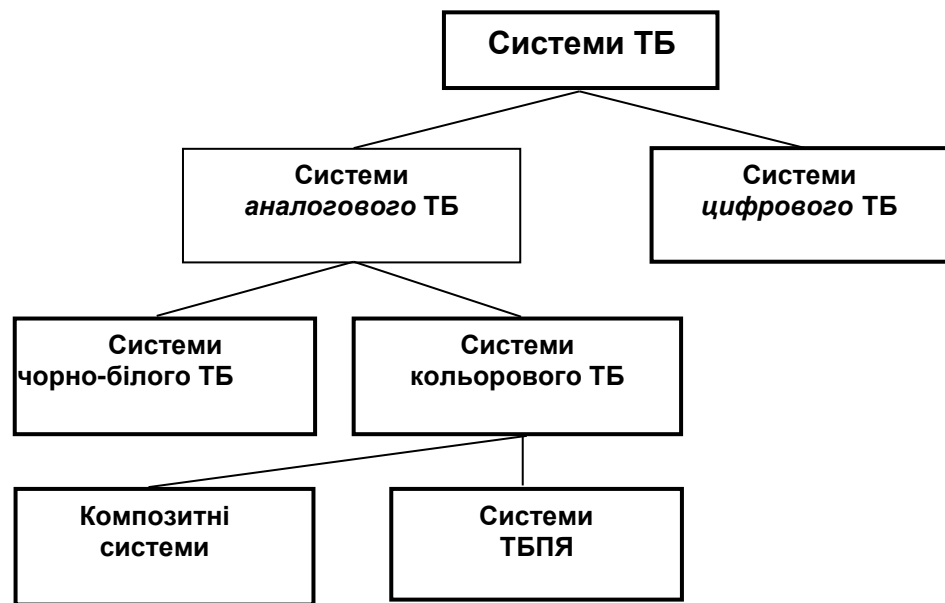 Системи ТБ
Системи
аналогового ТБ
Системи
цифрового ТБ
Системи
чорно-білого ТБ
Системи
кольорового ТБ
Композитні
системи
Системи
ТБПЯ